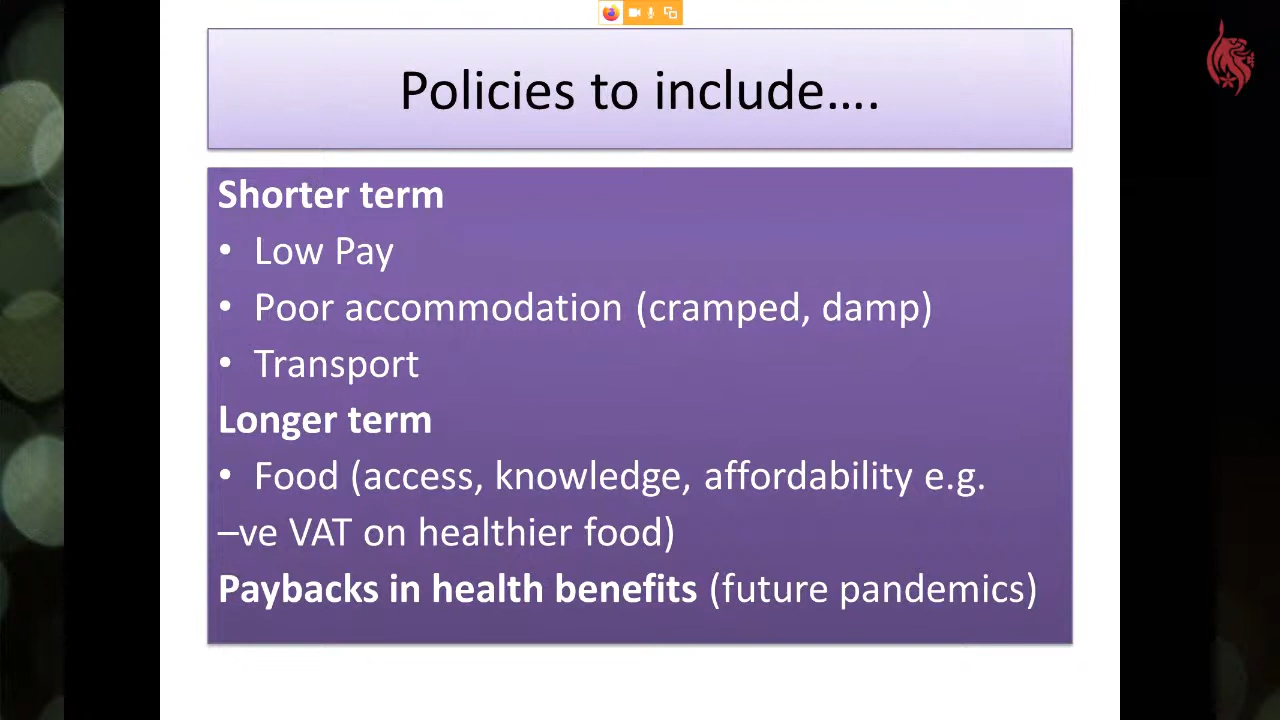 Policies to include....
Shorter term
• Low Pay
• Poor accommodation (cramped, damp)
• Transport
Longer term
• Food (access, knowledge, affordability e.g.
–ve VAT on healthier food)
Paybacks in health benefits (future pandemics)